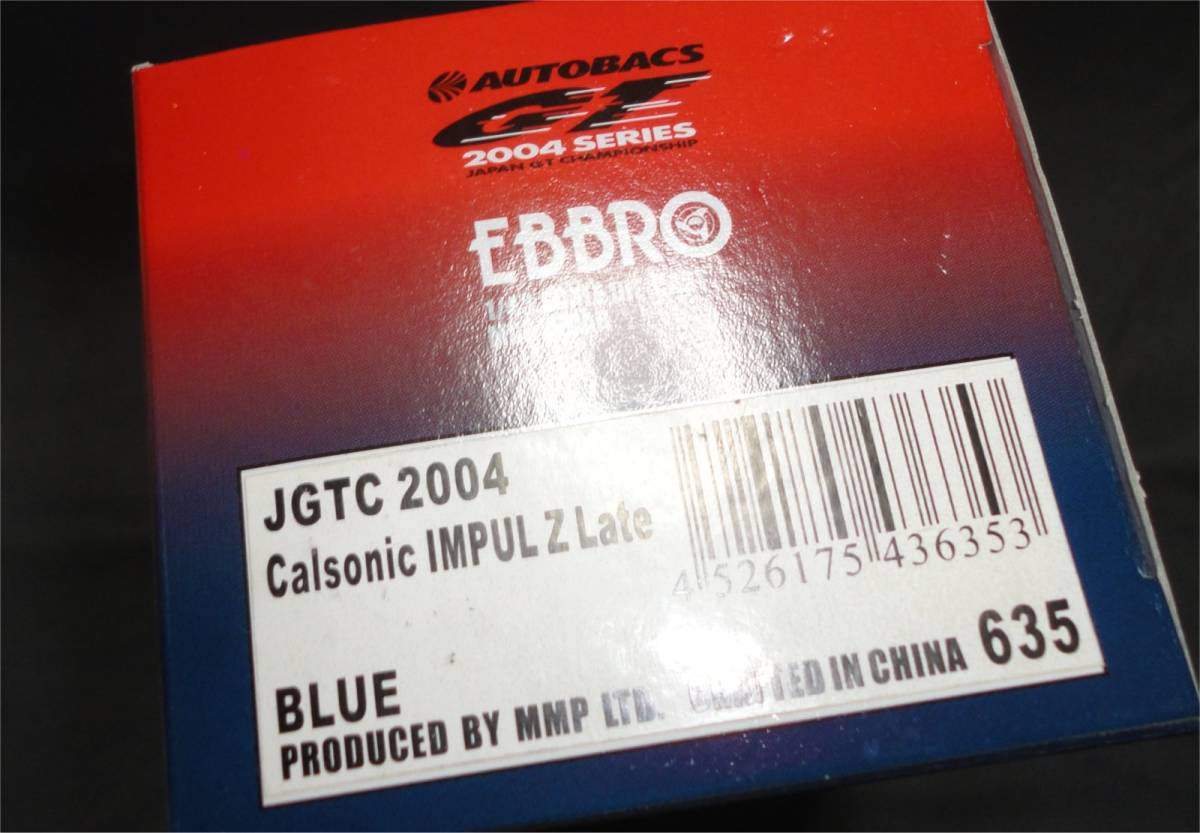 AUTOBACS
GT
2004 SERIES
JAPAN GT CHAMPIONSHIP
EBBRO
JGTC 2004
Calsonic IMPUL Z Late
4 526175 436353
BLUE
635
PRODUCED BY MMP LTD. CRAFTED IN CHINA